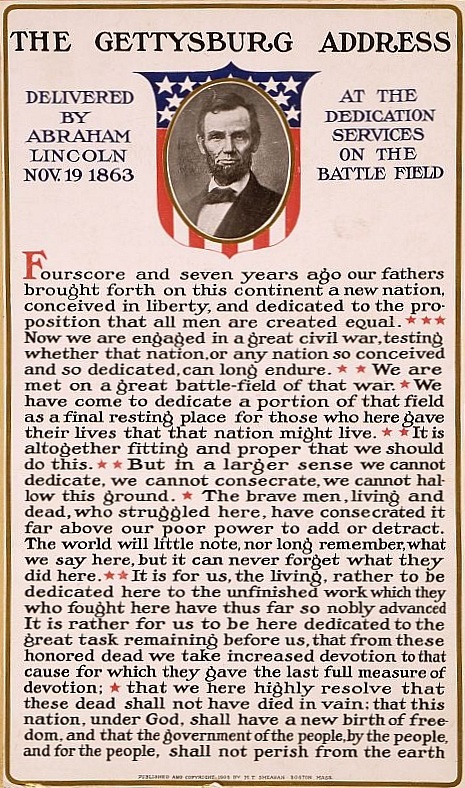 THE GETTYSBURG ADDRESS
DELIVERED
BY
ABRAHAM
LINCOLN
NOV. 19 1863
AT THE
DEDICATION
SERVICES
ON THE
BATTLE FIELD
Fourscore and seven years ago our fathers
brought forth on this continent a new nation,
conceived in liberty, and dedicated to the pro-
position that all men are created equal. ★★★
Now we are engaged in a great civil war, testing
whether that nation, or any nation so conceived
and so dedicated, can long endure. ★ ★ We are
met on a great battle-field of that war. ★ We
have come to dedicate a portion of that field
as a final resting place for those who here gave
their lives that that nation might live. ★ ★ It is
altogether fitting and proper that we should
do this. ★★ But in a larger sense we cannot
dedicate, we cannot consecrate, we cannot hal-
low this ground. ★ The brave men, living and
dead, who struggled here, have consecrated it
far above our poor power to add or detract.
The world will little note, nor long remember, what
we say here, but it can never forget what they
did here. ★★ It is for us, the living, rather to be
dedicated here to the unfinished work which they
who fought here have thus far so nobly advanced
It is rather for us to be here dedicated to the
great task remaining before us, that from these
honored dead we take increased devotion to that
cause for which they gave the last full measure of
devotion; ★ that we here highly resolve that
these dead shall not have died in vain; that this
nation, under God, shall have a new birth of free-
dom, and that the government of the people, by the people,
and for the people, shall not perish from the earth
PUBLISHED AND COPYRIGHT, 1905 BY M. T. SHEAHAN BOSTON MASS.